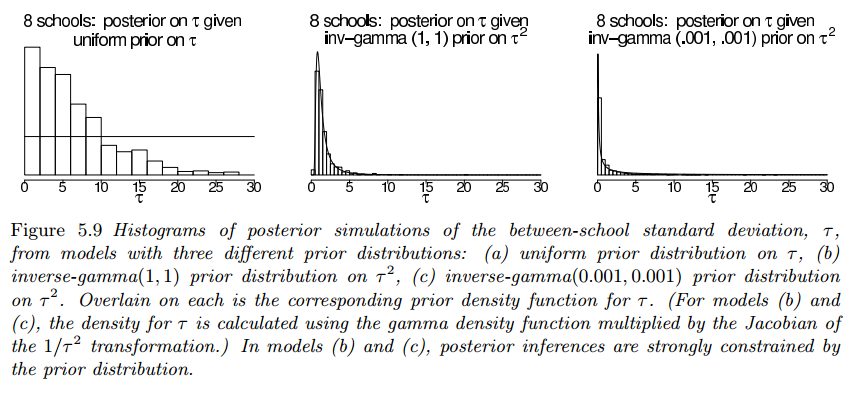 8 schools: posterior on τ given
uniform prior on τ
0 5 10 15 20 25 30
τ
8 schools: posterior on τ given
inv−gamma (1, 1) prior on τ²
0 5 10 15 20 25 30
τ
8 schools: posterior on τ given
inv−gamma (.001, .001) prior on τ²
0 5 10 15 20 25 30
τ
Figure 5.9 Histograms of posterior simulations of the between-school standard deviation, τ,
from models with three different prior distributions: (a) uniform prior distribution on τ, (b)
inverse-gamma(1, 1) prior distribution on τ², (c) inverse-gamma(0.001, 0.001) prior distribution
on τ². Overlain on each is the corresponding prior density function for τ. (For models (b) and
(c), the density for τ is calculated using the gamma density function multiplied by the Jacobian of
the 1/τ² transformation.) In models (b) and (c), posterior inferences are strongly constrained by
the prior distribution.